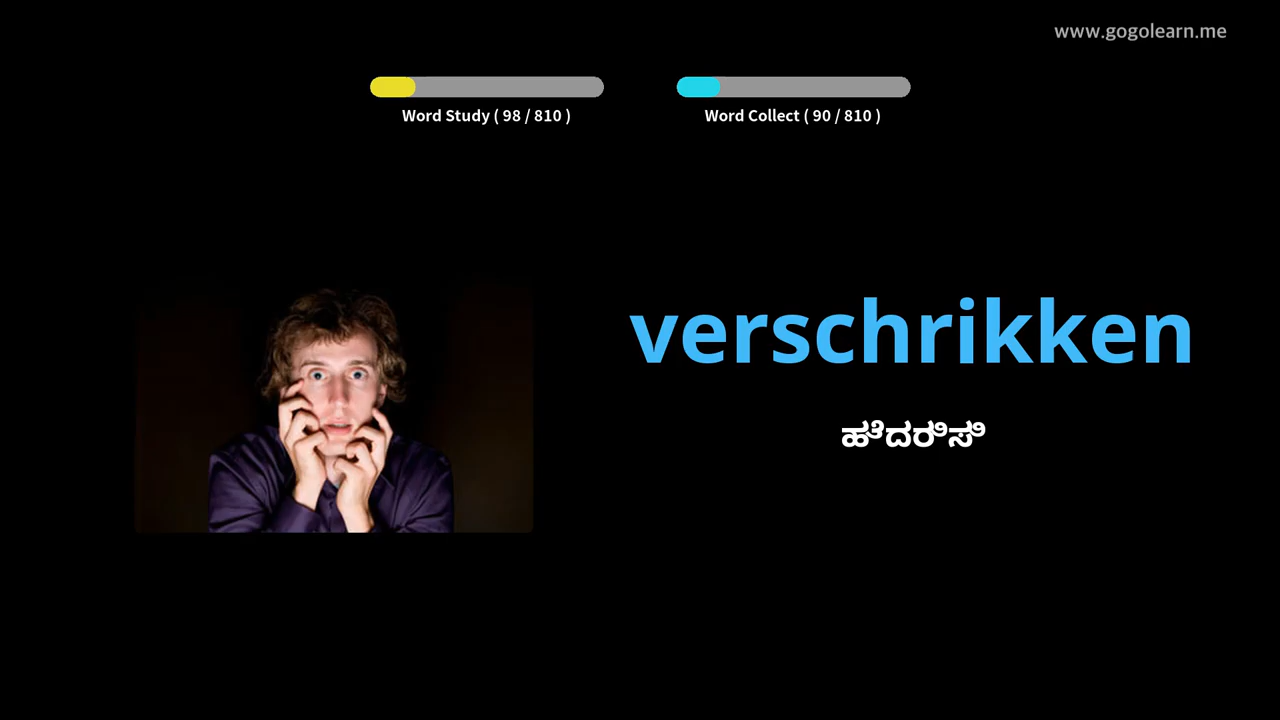 www.gogolearn.me
Word Study ( 98 / 810 )
Word Collect ( 90 / 810 )
verschrikken
ಹೆದರಿಸಿ